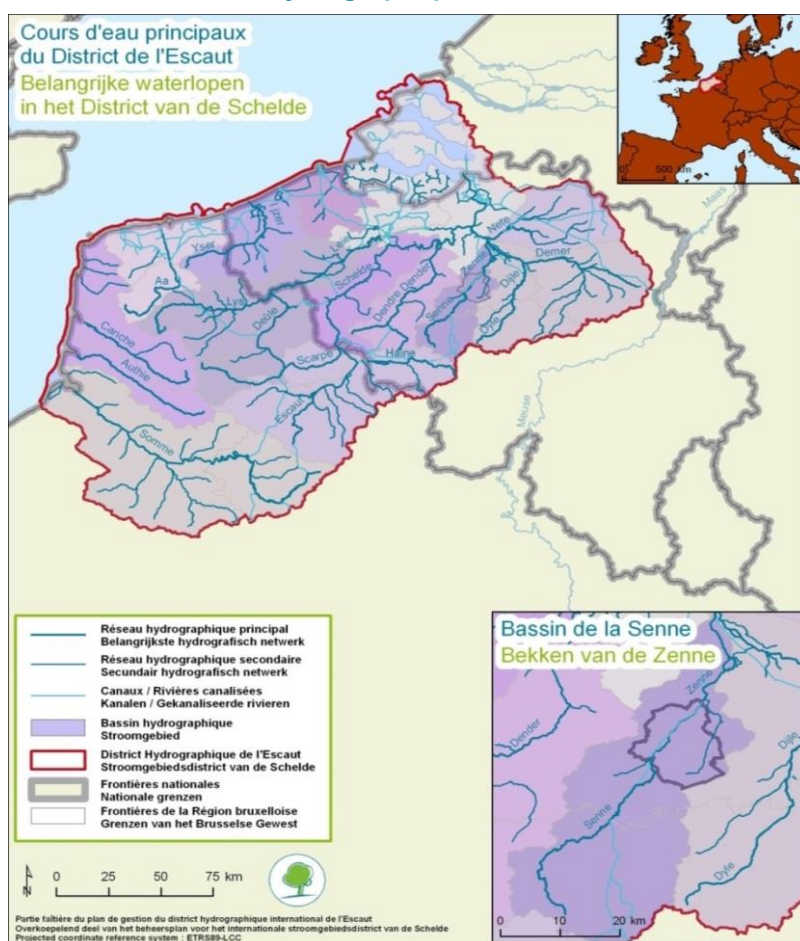 Cours d'eau principaux
du District de l'Escaut
Belangrijke waterlopen
in het District van de Schelde
0 500 km
Meuse
IJzer
Yser
Aa
Lys
Leie
Schelde
Dendre Dender
Nete
Zenne
Senne
Dijle
Dyle
Demer
Deûle
Canche
Authie
Scarpe
Haine
Escaut
Somme
Maas
Réseau hydrographique principal
Belangrijkste hydrografisch netwerk
Réseau hydrographique secondaire
Secundair hydrografisch netwerk
Canaux / Rivières canalisées
Kanalen / Gekanaliseerde rivieren
Bassin hydrographique
Stroomgebied
District Hydrographique de l'Escaut
Stroomgebiedsdistrict van de Schelde
Frontières nationales
Nationale grenzen
Frontières de la Région bruxelloise
Grenzen van het Brusselse Gewest
N
0 25 50 75 km
Partie faîtière du plan de gestion du district hydrographique international de l'Escaut
Overkoepelend deel van het beheersplan voor het internationale stroomgebiedsdistrict van de Schelde
Projected coordinate reference system : ETRS89-LCC
Bassin de la Senne
Bekken van de Zenne
Zenne
Dender
Dijle
Senne
Dyle
0 10 20 km